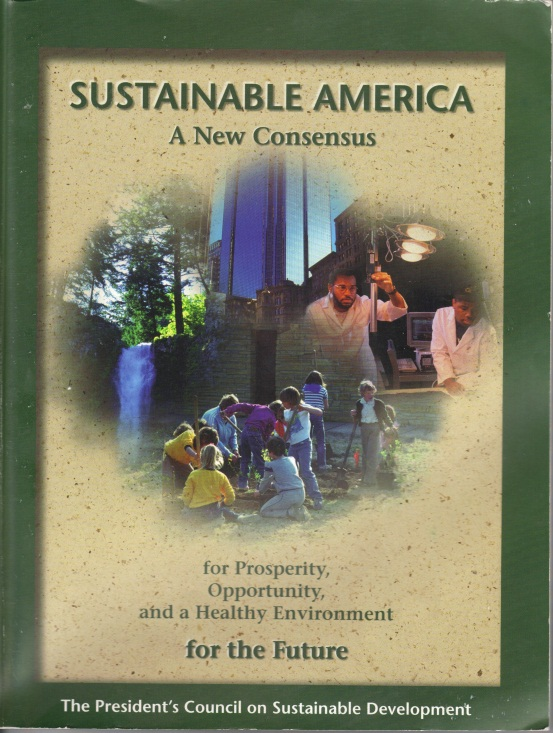 SUSTAINABLE AMERICA
A New Consensus
for Prosperity,
Opportunity,
and a Healthy Environment
for the Future
The President's Council on Sustainable Development